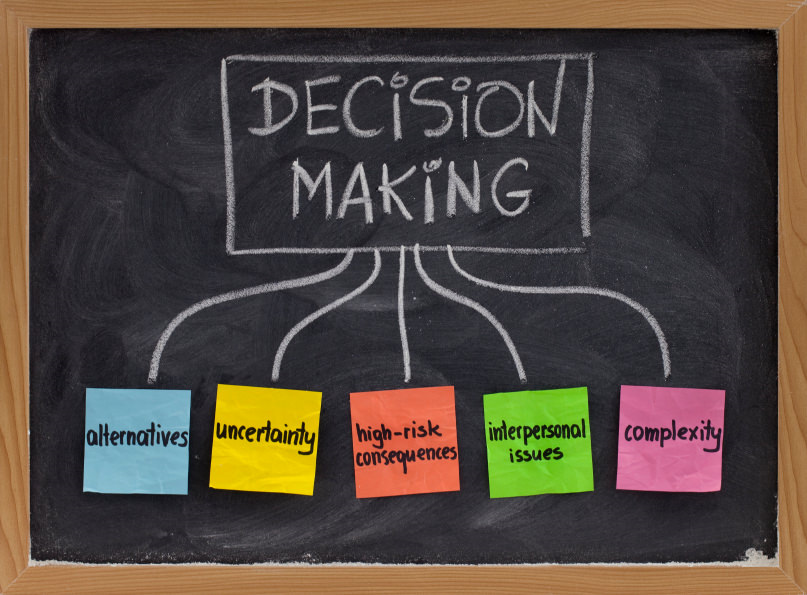 DECiSiON
MAKiNG
alternatives
uncertainty
high-risk
consequences
interpersonal
issues
complexity